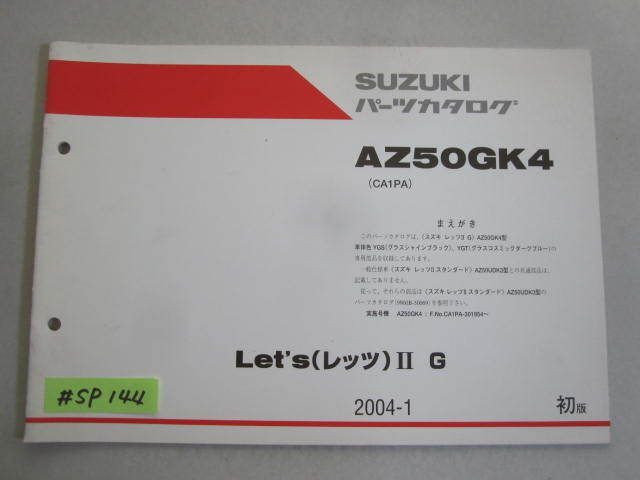 SUZUKI
パーツカタログ
AZ50GK4
(CA1PA)
まえがき
このパーツカタログは、《スズキ レッツⅡ G》AZ50GK4型
車体色 YGS(グラスシャインブラック)、YGT(グラスコスミックダークブルー)の
専用部品を収録してあります。
一般仕様車《スズキ レッツⅡスタンダード》AZ50UDK3型との共通部品は、
記載してありません。
従って、それらの部品は《スズキ レッツⅡスタンダード》AZ50UDK3型の
パーツカタログ(9900B-50069)を参照下さい。
実施号機 AZ50GK4 : F.No.CA1PA-301954~
Let's(レッツ)Ⅱ G
#SP 144
2004-1 初版